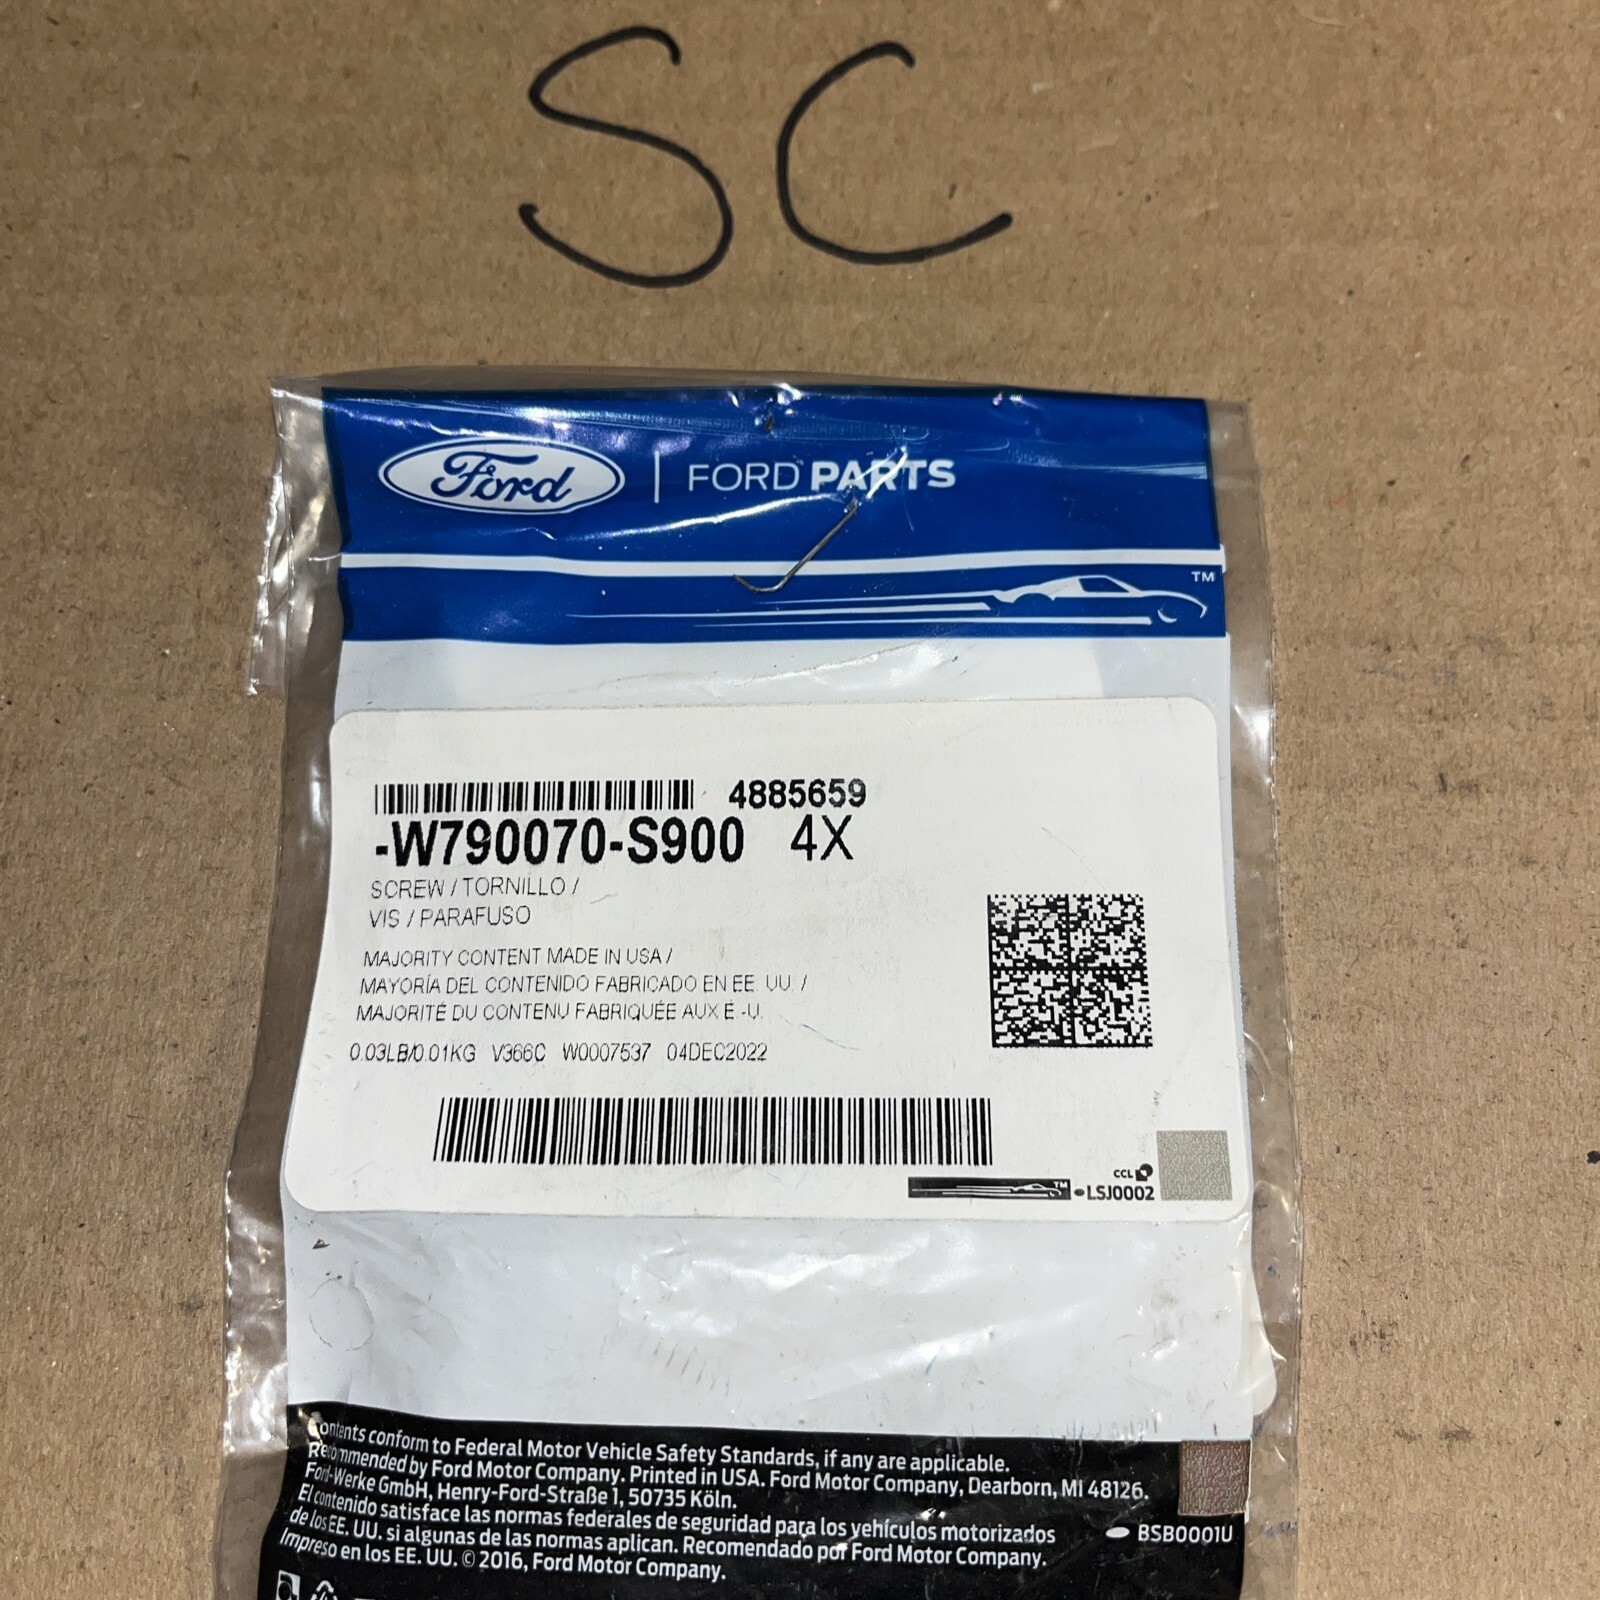 SC
Ford | FORD PARTS
TM
4885659
-W790070-S900 4X
SCREW / TORNILLO /
VIS / PARAFUSO
MAJORITY CONTENT MADE IN USA /
MAYORÍA DEL CONTENIDO FABRICADO EN EE. UU. /
MAJORITÉ DU CONTENU FABRIQUÉE AUX É.-U.
0.03LB/0.01KG V366C W0007537 04DEC2022
CCL
TM LSJ0002
Contents conform to Federal Motor Vehicle Safety Standards, if any are applicable.
Recommended by Ford Motor Company. Printed in USA. Ford Motor Company, Dearborn, MI 48126.
Ford-Werke GmbH, Henry-Ford-Straße 1, 50735 Köln.
El contenido satisface las normas federales de seguridad para los vehículos motorizados
de los EE. UU. si algunas de las normas aplican. Recomendado por Ford Motor Company.
Impreso en los EE. UU. © 2016, Ford Motor Company.
BSB0001U